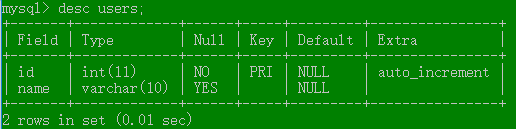 mysql> desc users;
+-------+-------------+------+-----+---------+----------------+
| Field | Type        | Null | Key | Default | Extra          |
+-------+-------------+------+-----+---------+----------------+
| id    | int(11)     | NO   | PRI | NULL    | auto_increment |
| name  | varchar(10) | YES  |     | NULL    |                |
+-------+-------------+------+-----+---------+----------------+
2 rows in set (0.01 sec)